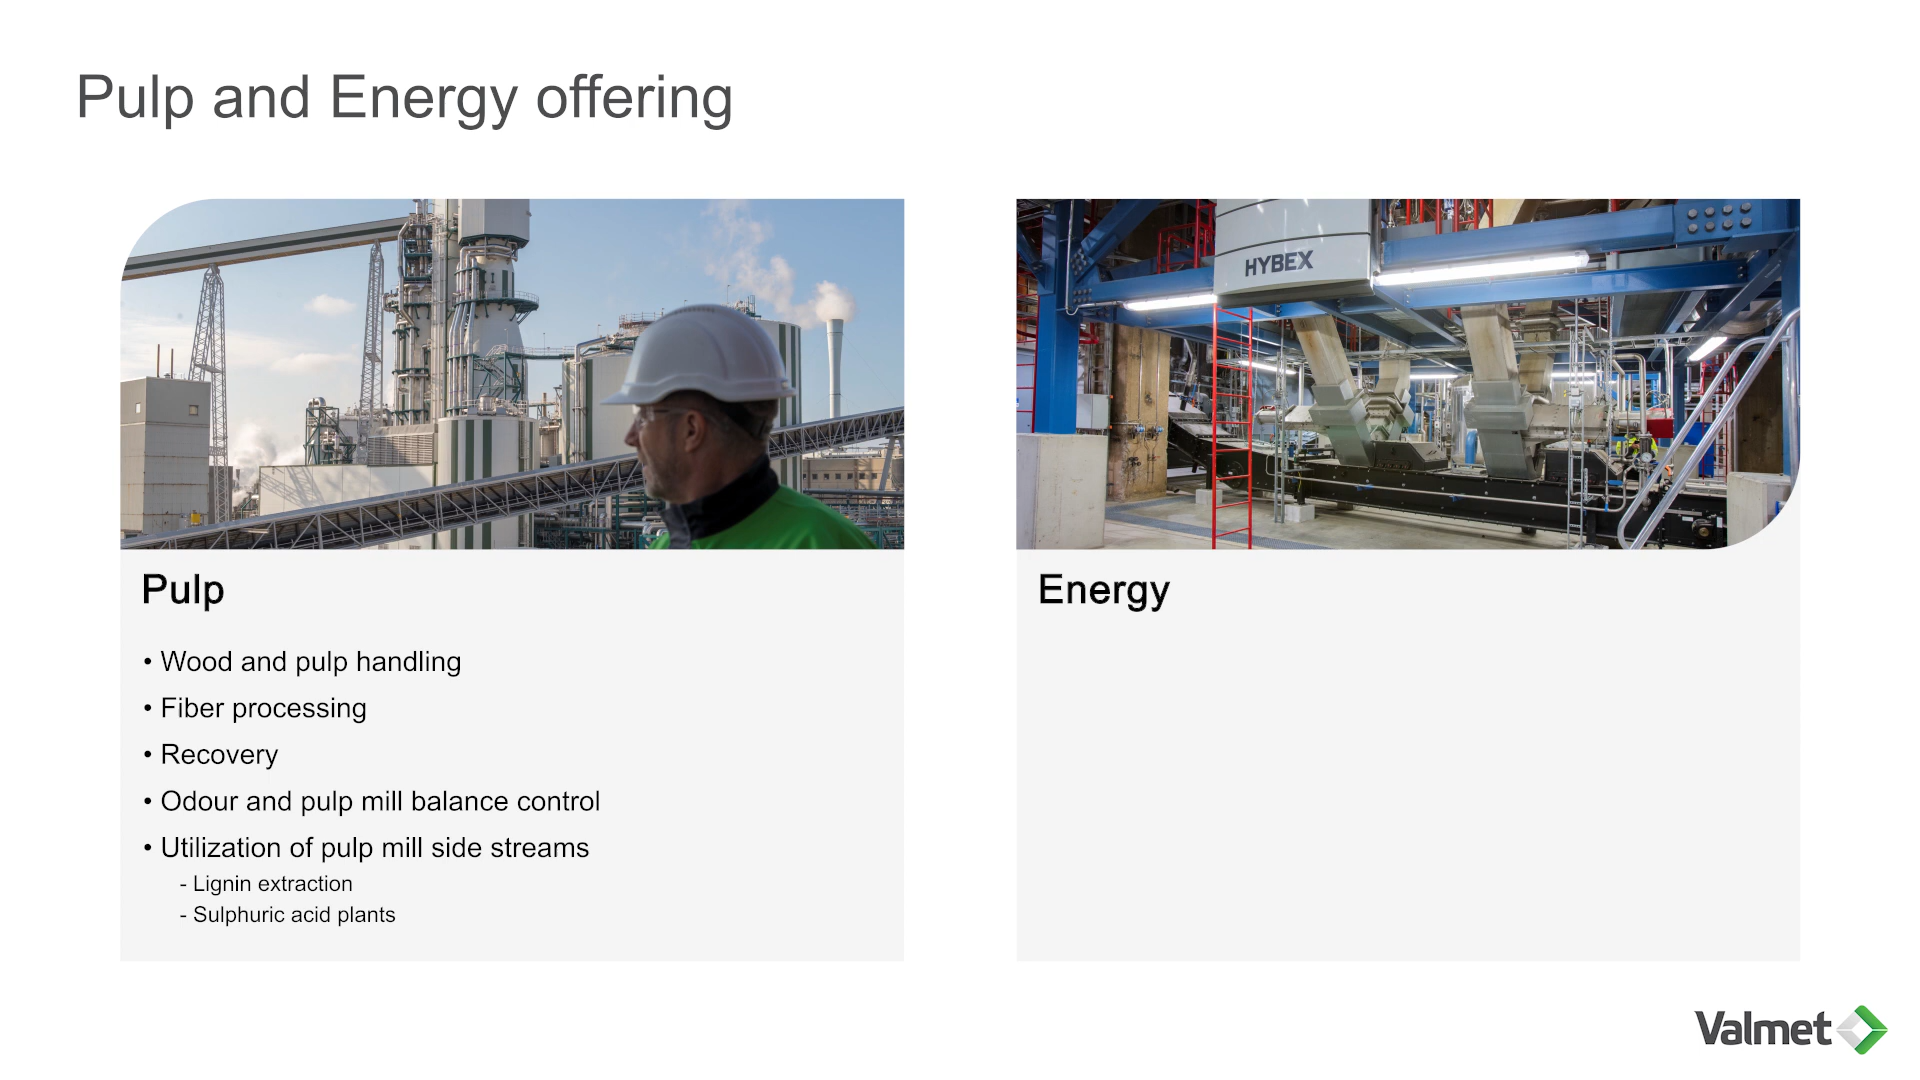 Pulp and Energy offering
HYBEX
Pulp
• Wood and pulp handling
• Fiber processing
• Recovery
• Odour and pulp mill balance control
• Utilization of pulp mill side streams
- Lignin extraction
- Sulphuric acid plants
Energy
Valmet